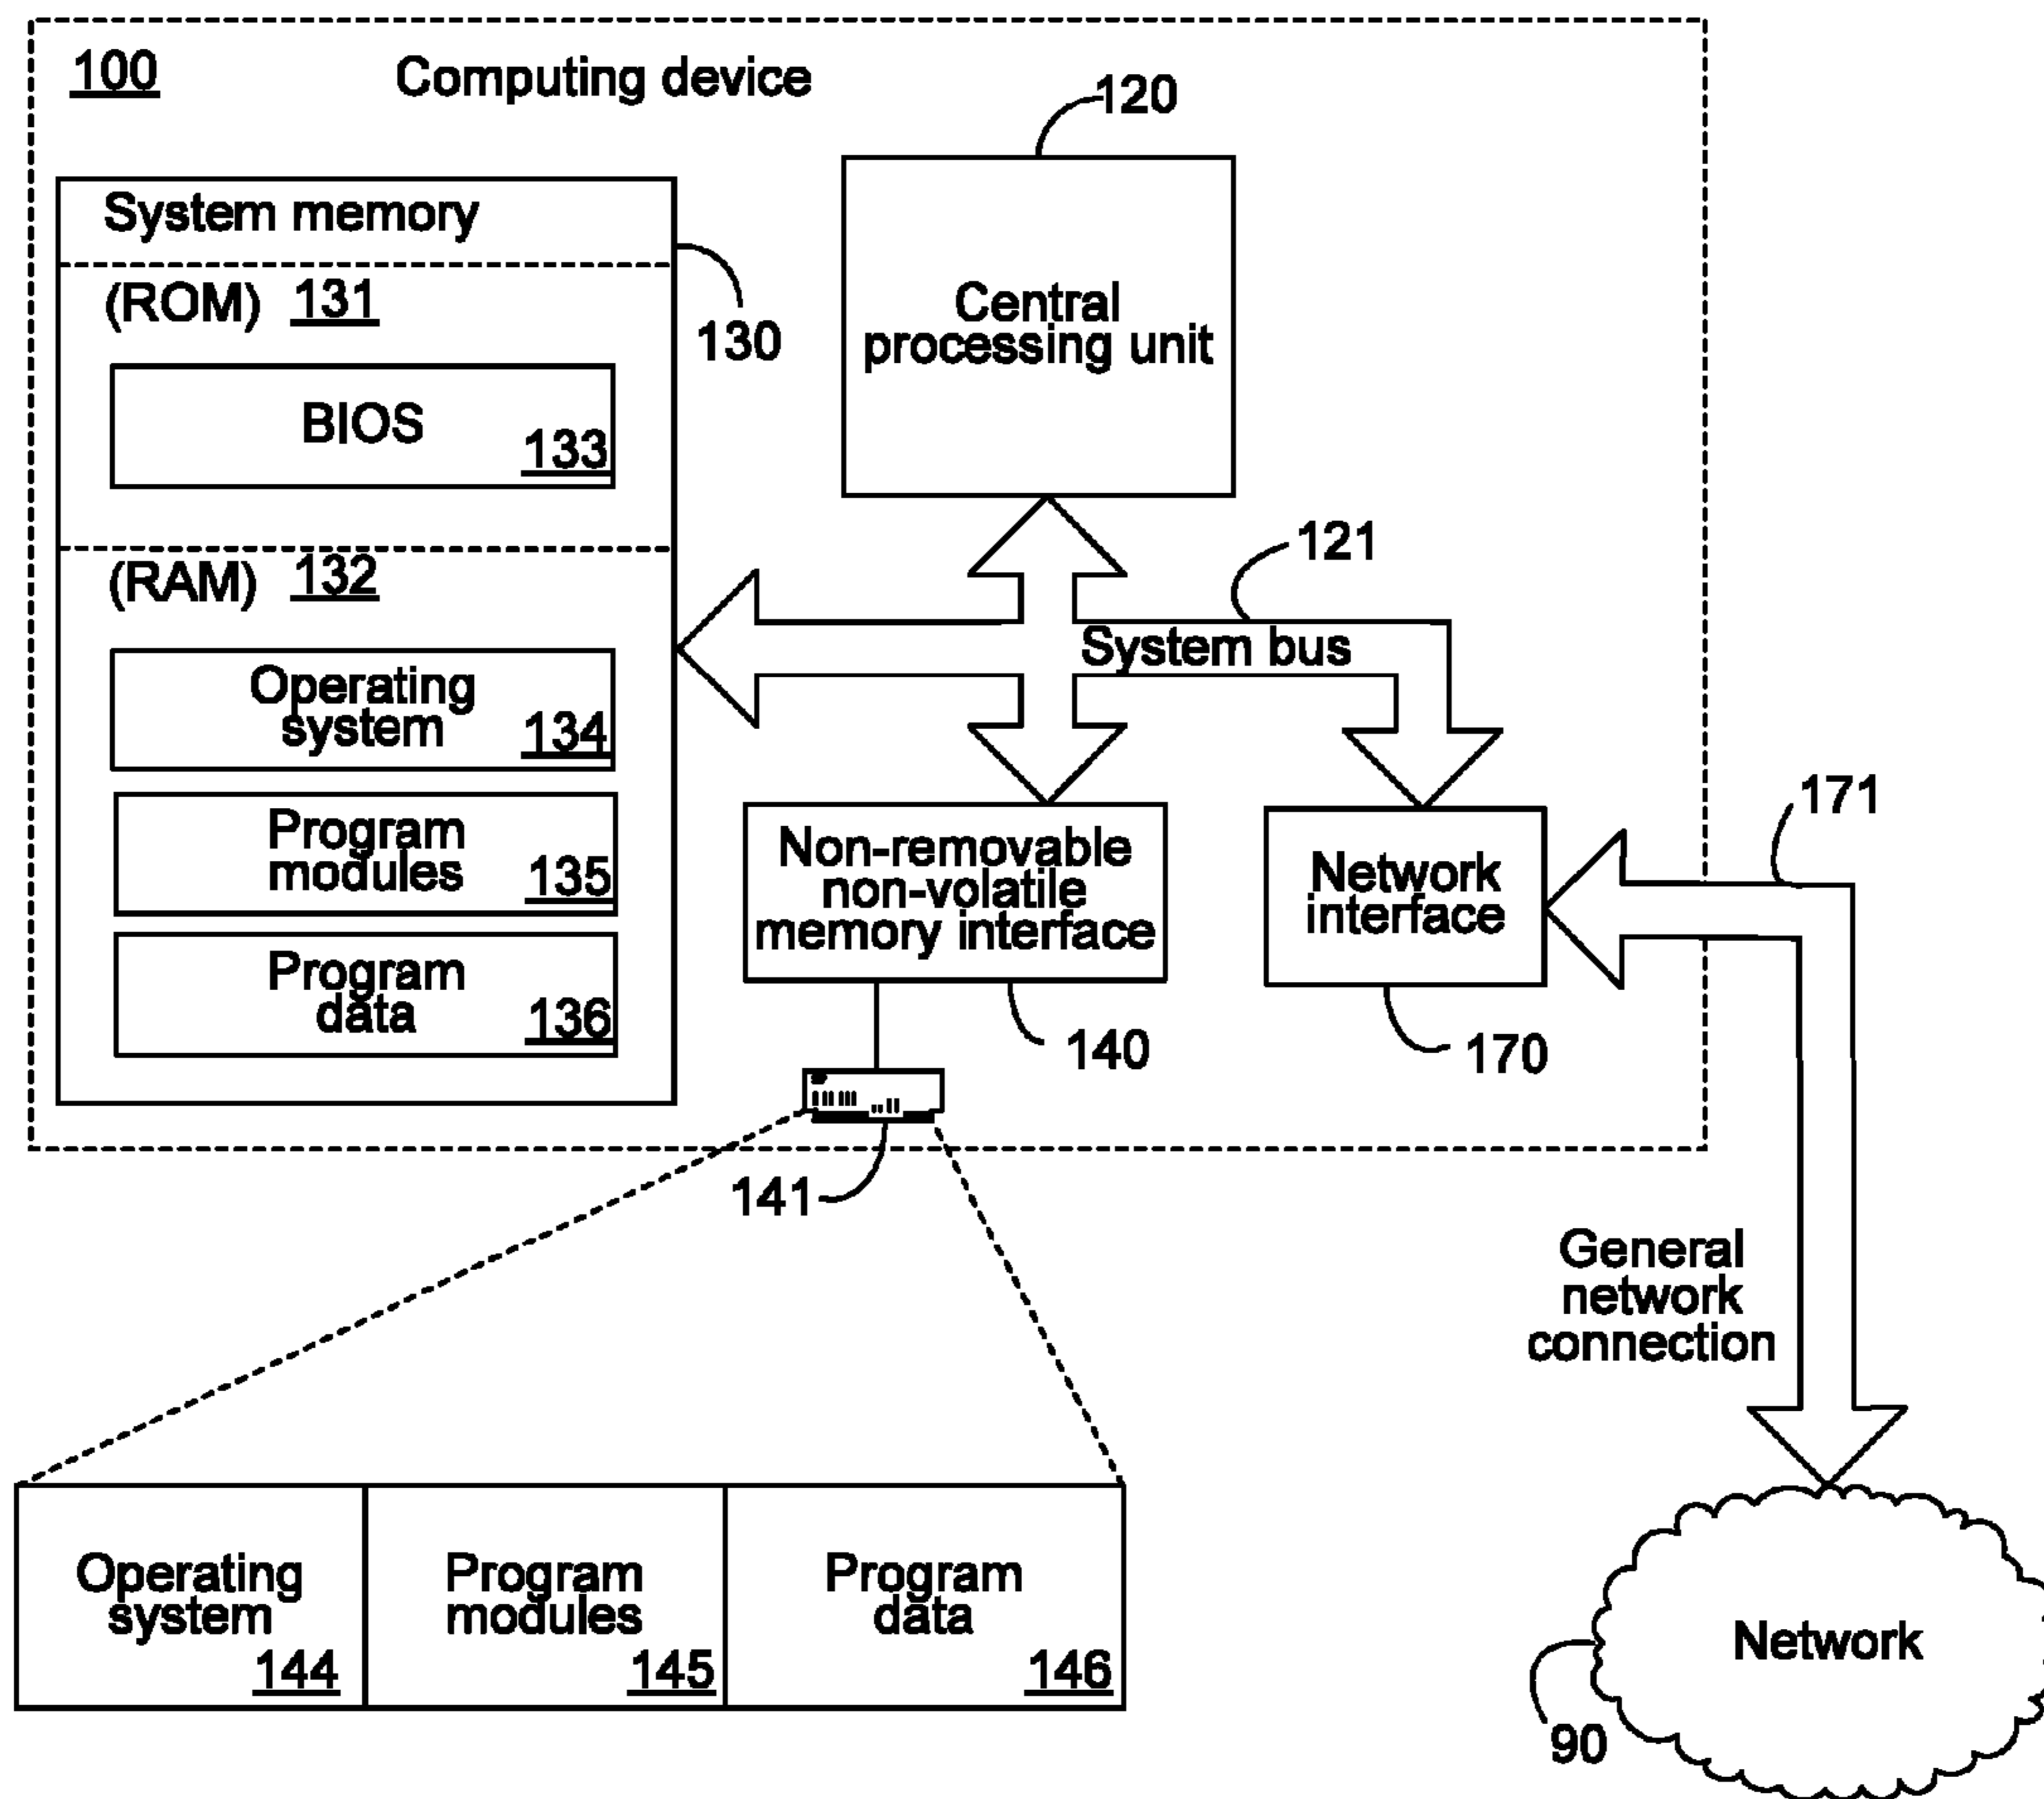 100
Computing device
120
System memory
(ROM) 131
130
Central
processing unit
BIOS
133
121
(RAM) 132
System bus
Operating
system
134
171
Program
modules
135
Non-removable
non-volatile
memory interface
Network
interface
Program
data
136
140
170
141
General
network
connection
Operating
system
144
Program
modules
145
Program
data
146
Network
90